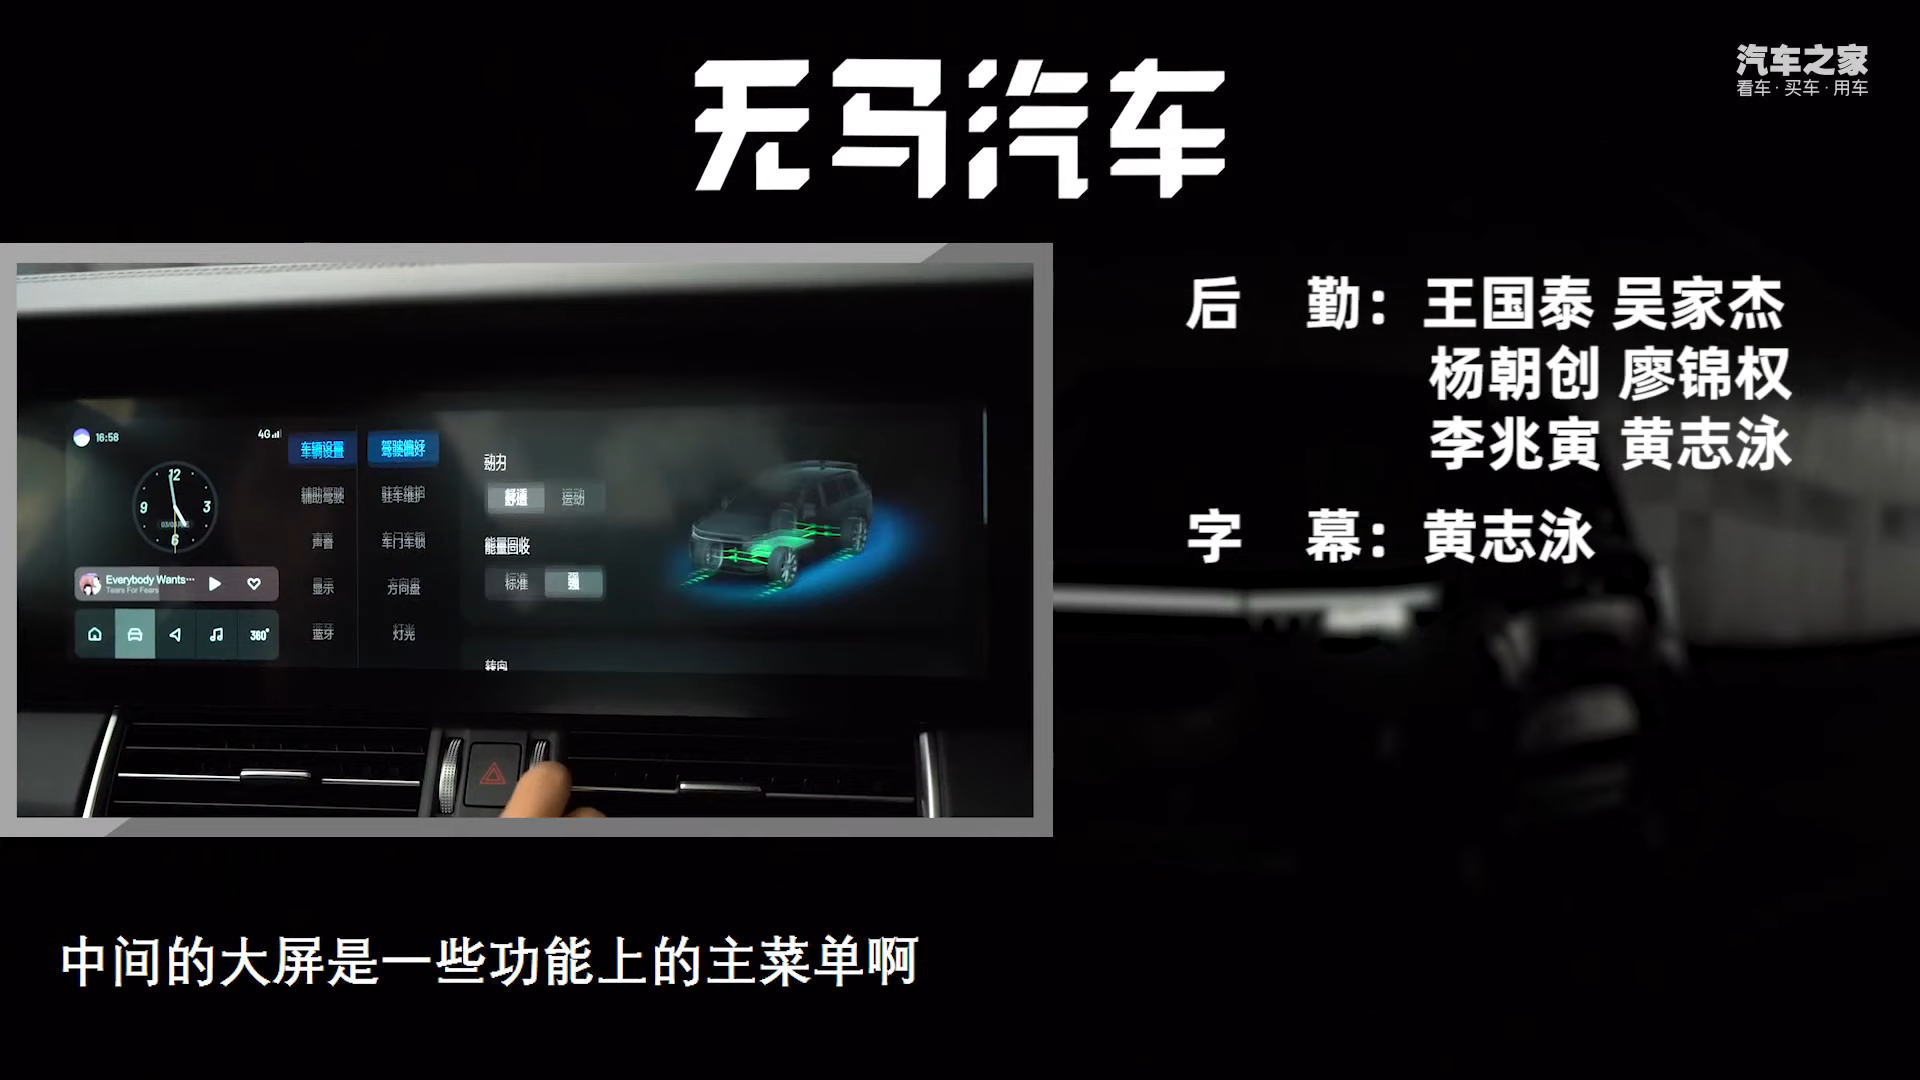 无马汽车
汽车之家
看车·买车·用车
后 勤：王国泰 吴家杰
杨朝创 廖锦权
李兆寅 黄志泳
字 幕：黄志泳
16:58
4G
12
9
3
6
Everybody Wants…
Tears For Fears
360°
车辆设置
辅助驾驶
声音
显示
蓝牙
驾驶偏好
驻车维护
车门车锁
方向盘
灯光
动力
舒适 运动
能量回收
标准 强
转向
中间的大屏是一些功能上的主菜单啊